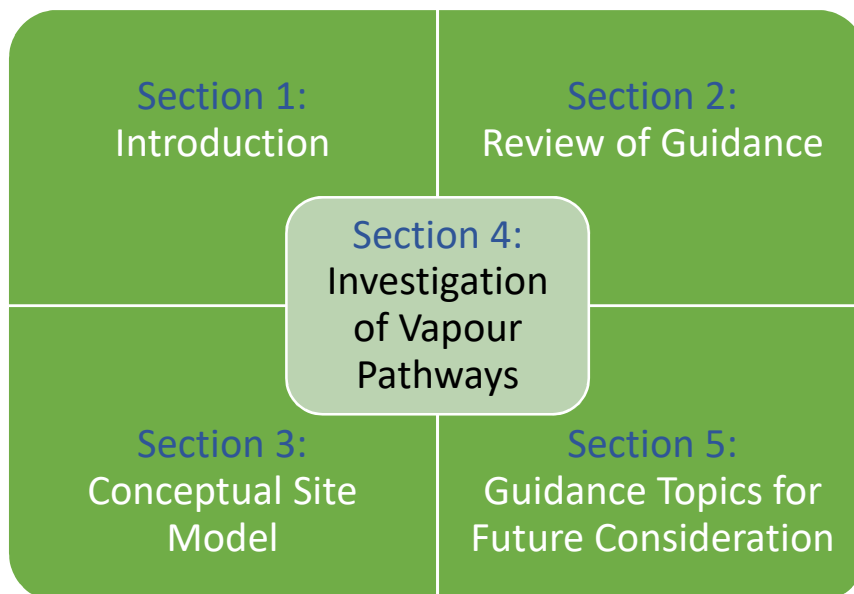 Section 1:
Introduction
Section 2:
Review of Guidance
Section 4:
Investigation
of Vapour
Pathways
Section 3:
Conceptual Site
Model
Section 5:
Guidance Topics for
Future Consideration